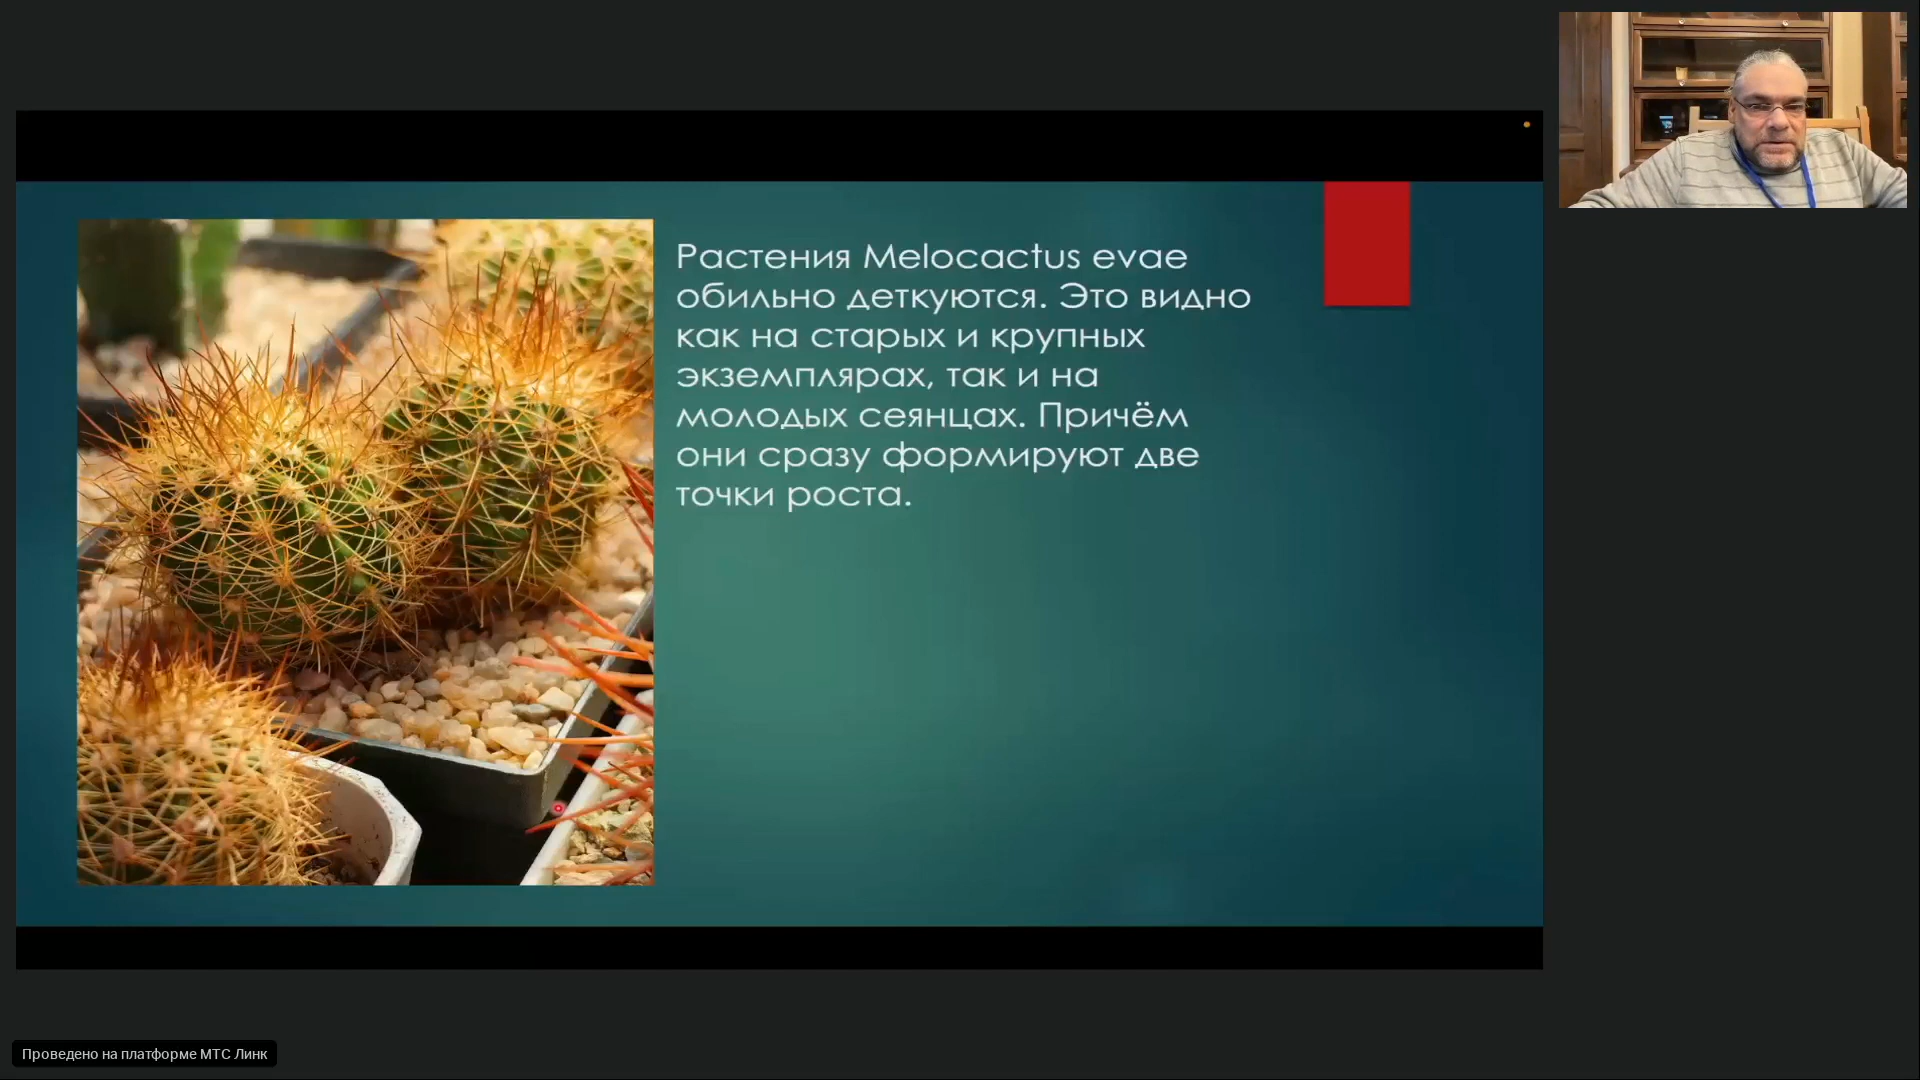 Растения Melocactus evae
обильно деткуются. Это видно
как на старых и крупных
экземплярах, так и на
молодых сеянцах. Причём
они сразу формируют две
точки роста.
Проведено на платформе МТС Линк